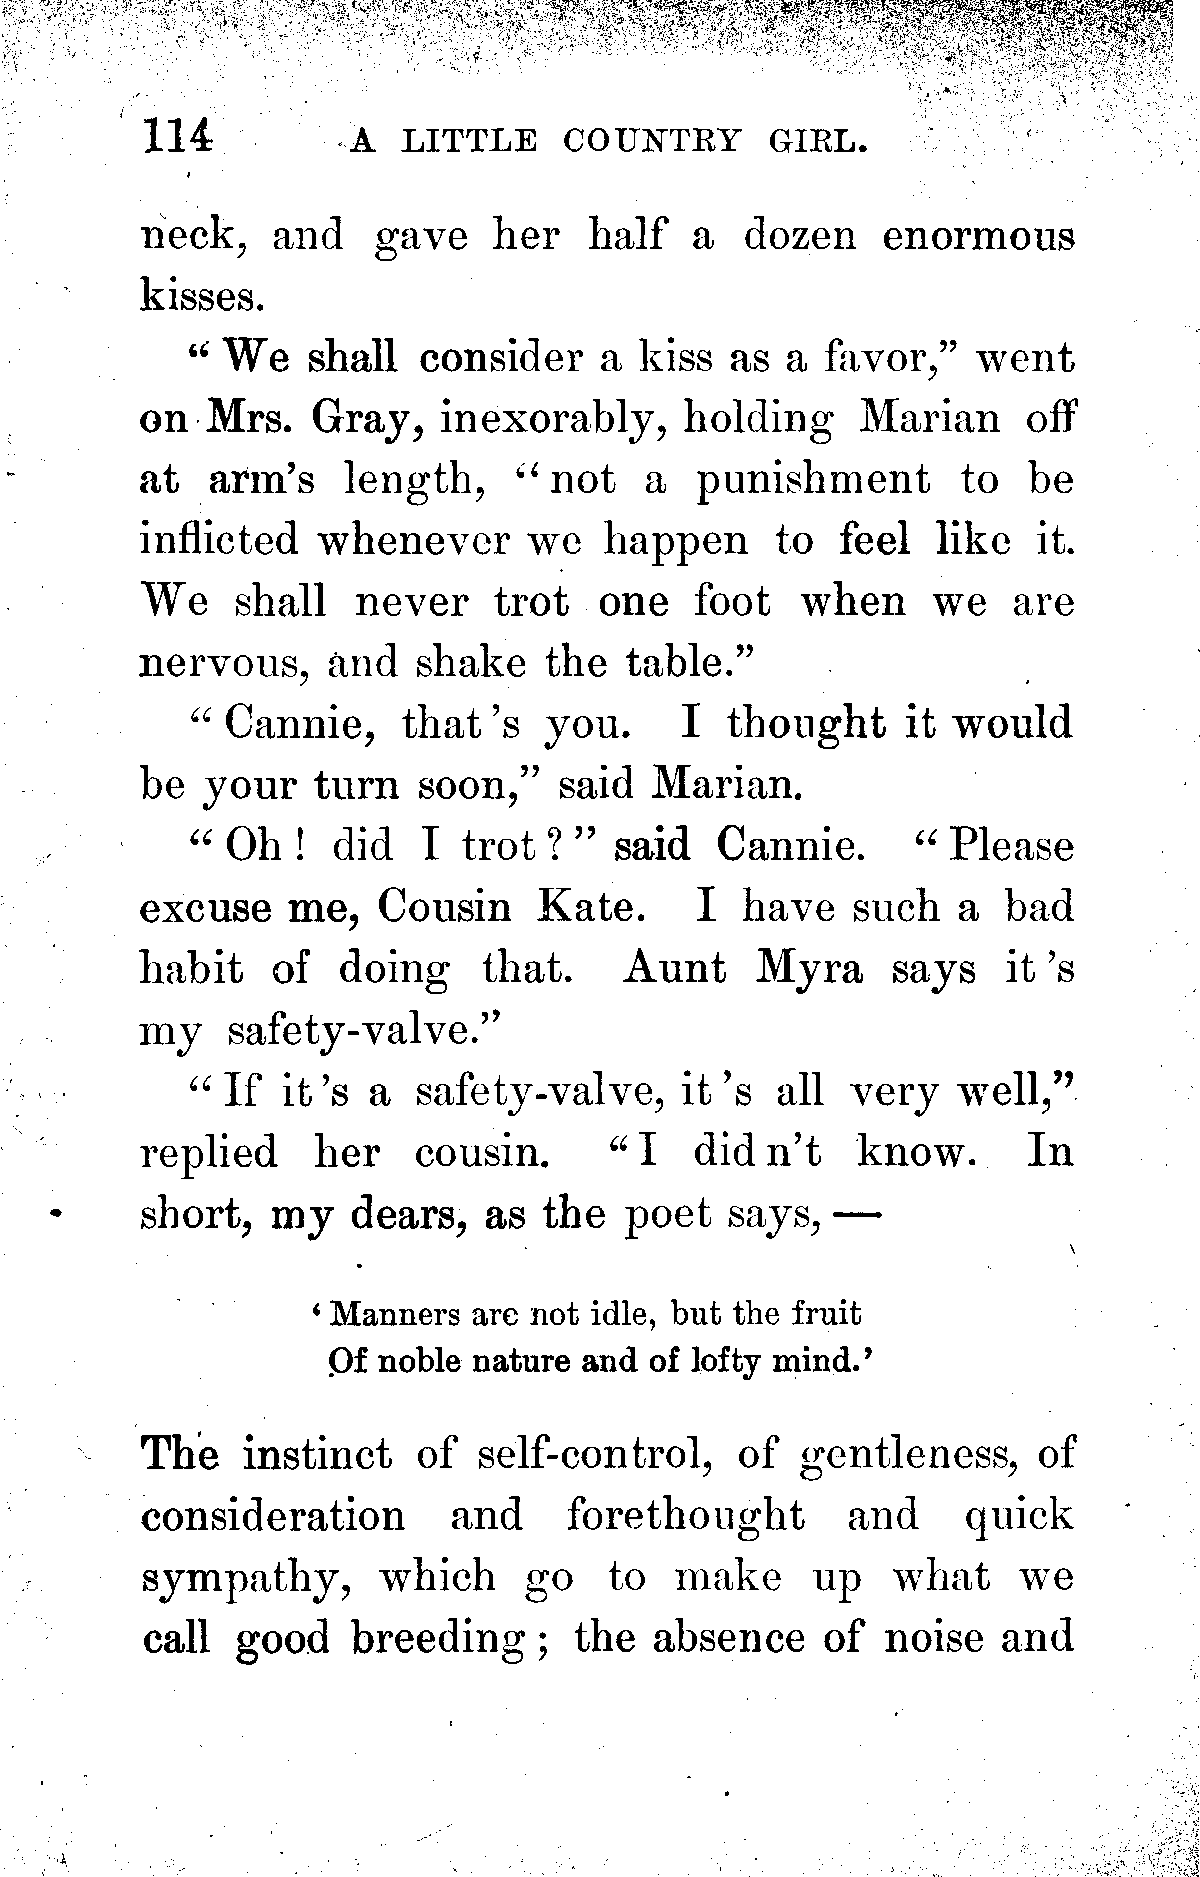 114 A LITTLE COUNTRY GIRL.
neck, and gave her half a dozen enormous
kisses.
“We shall consider a kiss as a favor,” went
on Mrs. Gray, inexorably, holding Marian off
at arm’s length, “not a punishment to be
inflicted whenever we happen to feel like it.
We shall never trot one foot when we are
nervous, and shake the table.”
“Cannie, that’s you. I thought it would
be your turn soon,” said Marian.
“Oh! did I trot?” said Cannie. “Please
excuse me, Cousin Kate. I have such a bad
habit of doing that. Aunt Myra says it’s
my safety-valve.”
“If it’s a safety-valve, it’s all very well,”
replied her cousin. “I didn’t know. In
short, my dears, as the poet says, —
‘Manners are not idle, but the fruit
Of noble nature and of lofty mind.’
The instinct of self-control, of gentleness, of
consideration and forethought and quick
sympathy, which go to make up what we
call good breeding; the absence of noise and